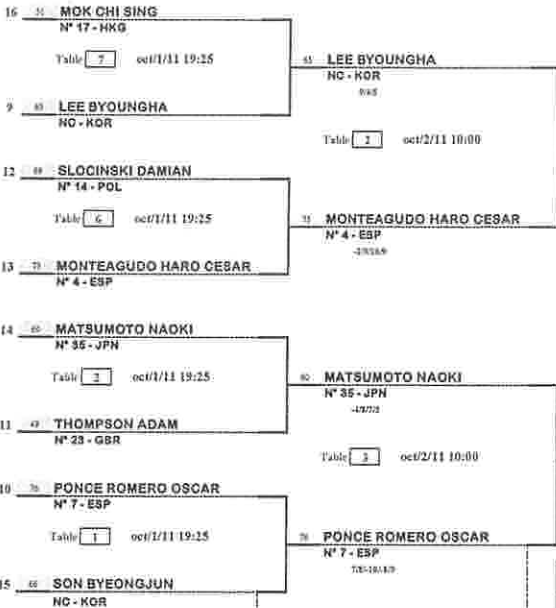 16 MOK CHI SING
N° 17 - HKG
Table 7 oct/1/11 19:25
9 LEE BYOUNGHA
NC - KOR
LEE BYOUNGHA
NC - KOR
Table 2 oct/2/11 10:00
12 SLOCINSKI DAMIAN
N° 14 - POL
Table 6 oct/1/11 19:25
13 MONTEAGUDO HARO CESAR
N° 4 - ESP
MONTEAGUDO HARO CESAR
N° 4 - ESP
14 MATSUMOTO NAOKI
N° 35 - JPN
Table 2 oct/1/11 19:25
11 THOMPSON ADAM
N° 23 - GBR
MATSUMOTO NAOKI
N° 35 - JPN
Table 3 oct/2/11 10:00
10 PONCE ROMERO OSCAR
N° 7 - ESP
Table 1 oct/1/11 19:25
15 SON BYEONGJUN
NC - KOR
PONCE ROMERO OSCAR
N° 7 - ESP